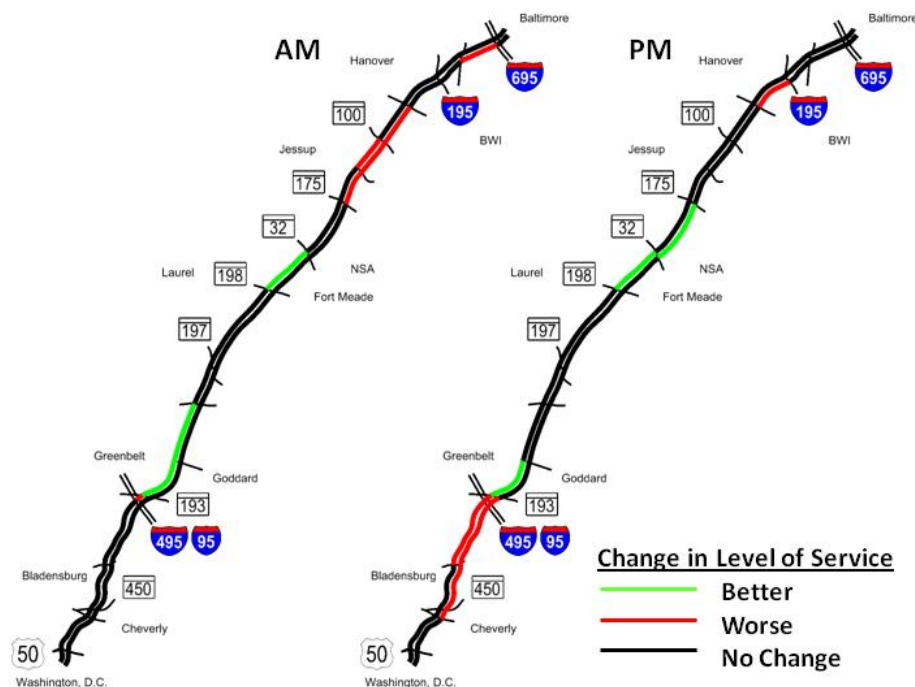 AM
Baltimore
Hanover
695
195
100
BWI
Jessup
175
32
NSA
Laurel
198
Fort Meade
197
Greenbelt
Goddard
193
495
95
Bladensburg
450
Cheverly
50
Washington, D.C.
PM
Baltimore
Hanover
695
195
100
BWI
Jessup
175
32
NSA
Laurel
198
Fort Meade
197
Greenbelt
Goddard
193
495
95
Bladensburg
450
Cheverly
50
Washington, D.C.
Change in Level of Service
Better
Worse
No Change